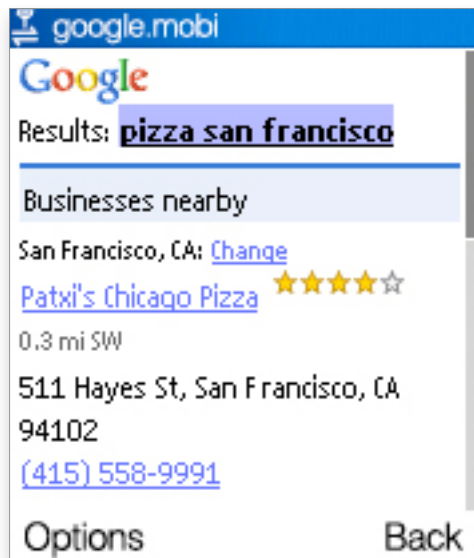 google.mobi
Google
Results: pizza san francisco
Businesses nearby
San Francisco, CA: Change
Patxi's Chicago Pizza
0.3 mi SW
511 Hayes St, San Francisco, CA
94102
(415) 558-9991
Options Back